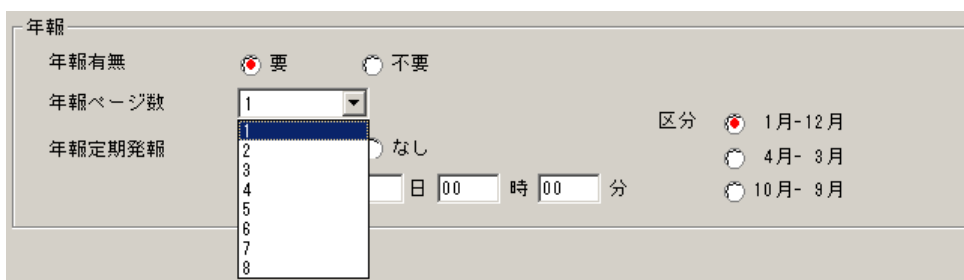 年報
年報有無 要 不要
年報ページ数 1
1
2
3
4
5
6
7
8
年報定期発報 なし
日 00 時 00 分
区分 1月-12月
4月- 3月
10月- 9月